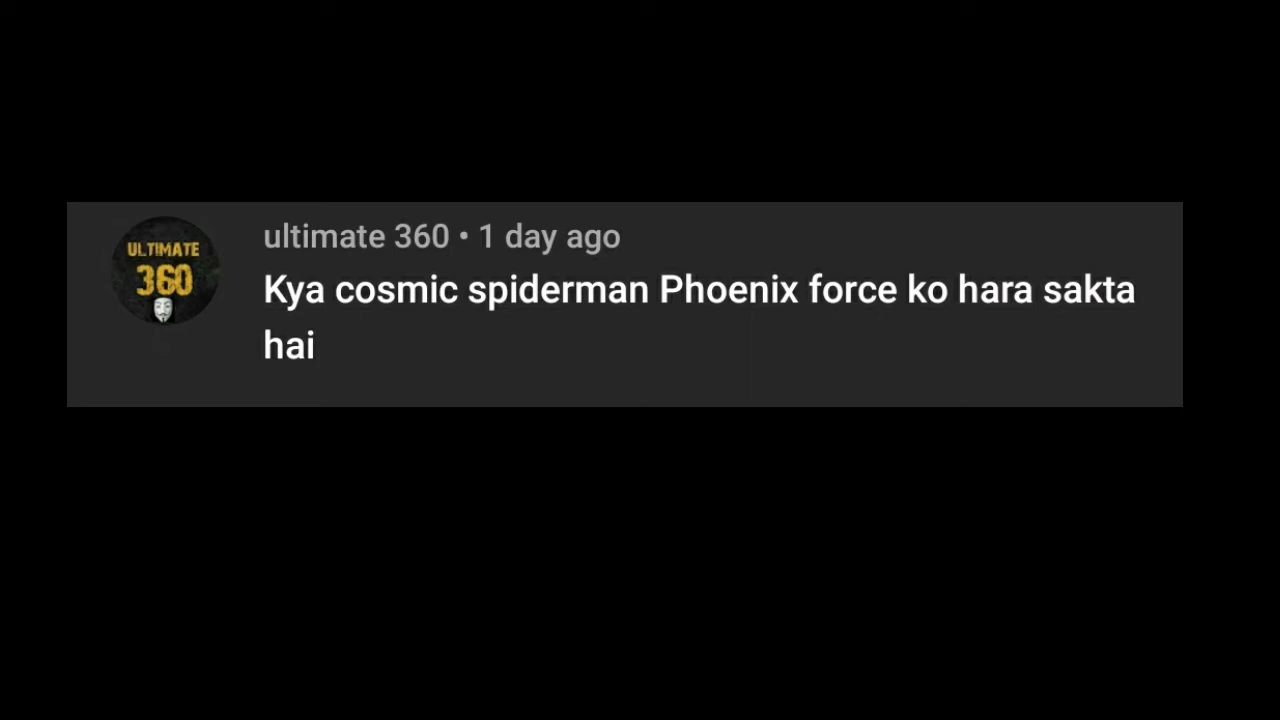 ULTIMATE
360
ultimate 360 • 1 day ago
Kya cosmic spiderman Phoenix force ko hara sakta
hai